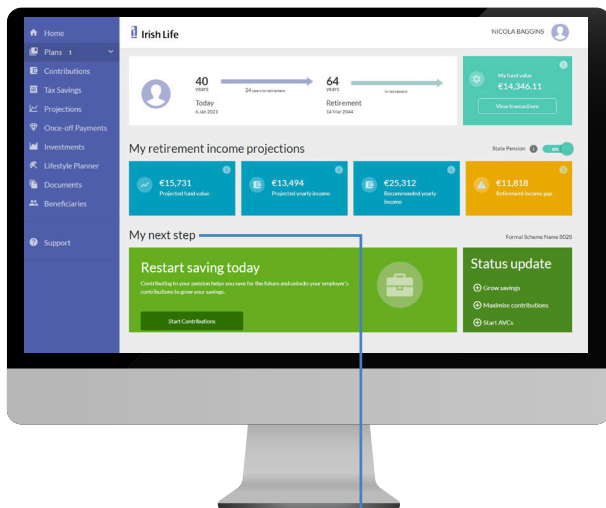 Home
Plans 1
Contributions
Tax Savings
Projections
Once-off Payments
Investments
Lifestyle Planner
Documents
Beneficiaries
Support
Irish Life
NICOLA BAGGINS
40
years
Today
6 Jan 2021
24 years to retirement
64
years
Retirement
14 Mar 2044
in retirement
My fund value
€14,346.11
View transactions
My retirement income projections
State Pension
ON
€15,731
Projected fund value
€13,494
Projected yearly income
€25,312
Recommended yearly
income
€11,818
Retirement income gap
My next step
Formal Scheme Name 8028
Restart saving today
Contributing to your pension helps you save for the future and unlocks your employer's
contributions to grow your savings.
Start Contributions
Status update
Grow savings
Maximise contributions
Start AVCs